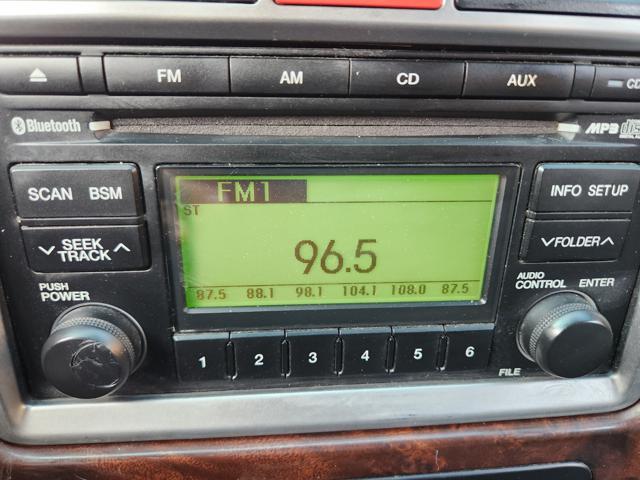 FM AM CD AUX CD
Bluetooth MP3 disc
SCAN BSM FM1 INFO SETUP
ST
SEEK TRACK 96.5 FOLDER
87.5 88.1 98.1 104.1 108.0 87.5
PUSH POWER AUDIO CONTROL ENTER
1 2 3 4 5 6
FILE